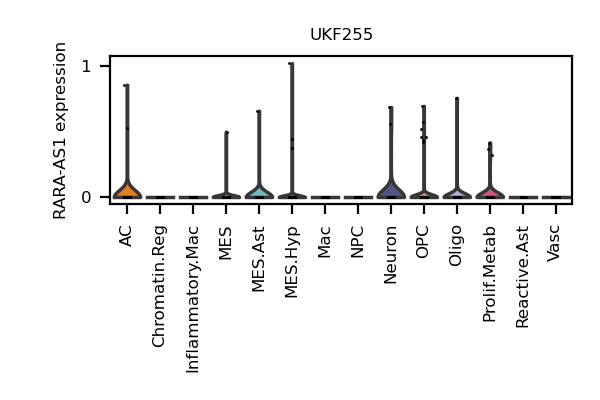 UKF255
RARA-AS1 expression
1
0
AC
Chromatin.Reg
Inflammatory.Mac
MES
MES.Ast
MES.Hyp
Mac
NPC
Neuron
OPC
Oligo
Prolif.Metab
Reactive.Ast
Vasc